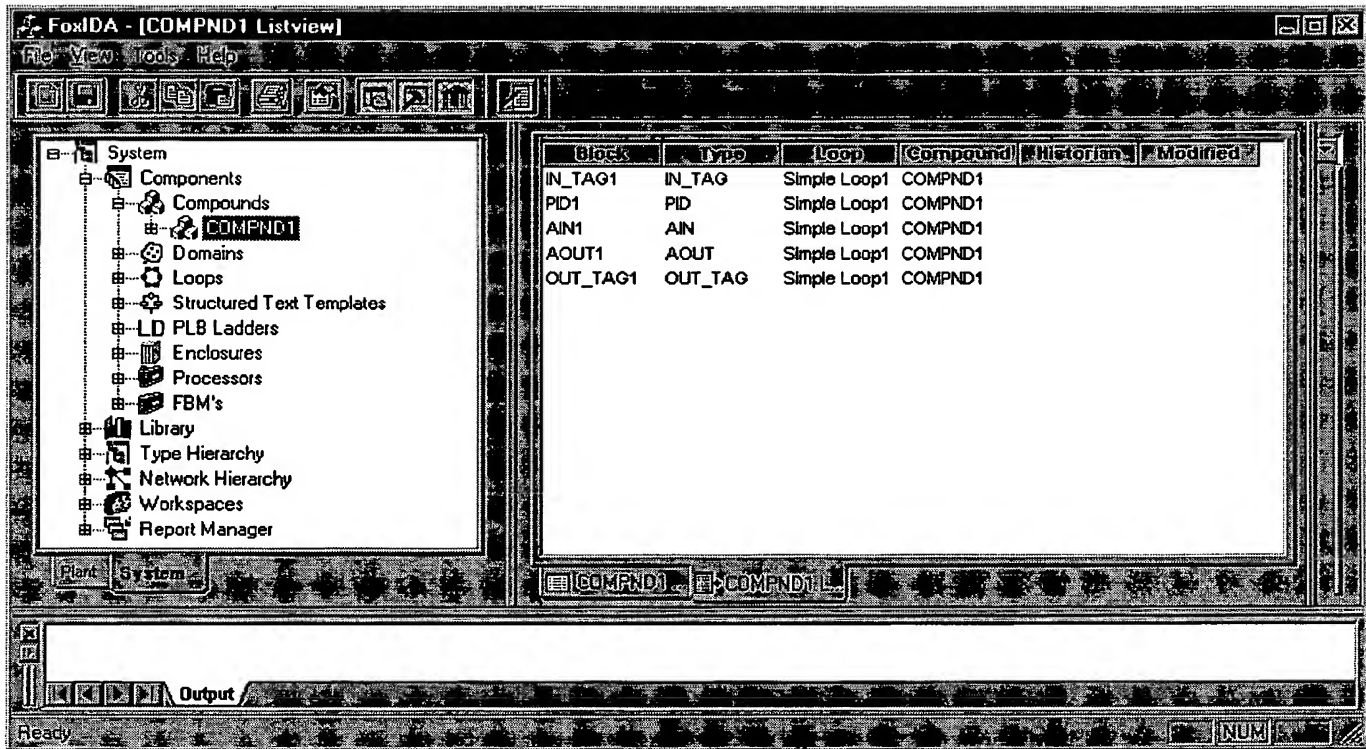 FoxIDA - [COMPND1 Listview]
File View Tools Help
System
Components
Compounds
COMPND1
Domains
Loops
Structured Text Templates
LD PLB Ladders
Enclosures
Processors
FBM's
Library
Type Hierarchy
Network Hierarchy
Workspaces
Report Manager
Plant System
Block Type Loop Compound Historian Modified
IN_TAG1 IN_TAG Simple Loop1 COMPND1
PID1 PID Simple Loop1 COMPND1
AIN1 AIN Simple Loop1 COMPND1
AOUT1 AOUT Simple Loop1 COMPND1
OUT_TAG1 OUT_TAG Simple Loop1 COMPND1
COMPND1... COMPND1 L...
Output
Ready NUM